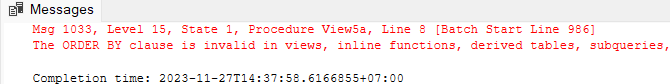 Messages
Msg 1033, Level 15, State 1, Procedure View5a, Line 8 [Batch Start Line 986]
The ORDER BY clause is invalid in views, inline functions, derived tables, subqueries,
Completion time: 2023-11-27T14:37:58.6166855+07:00